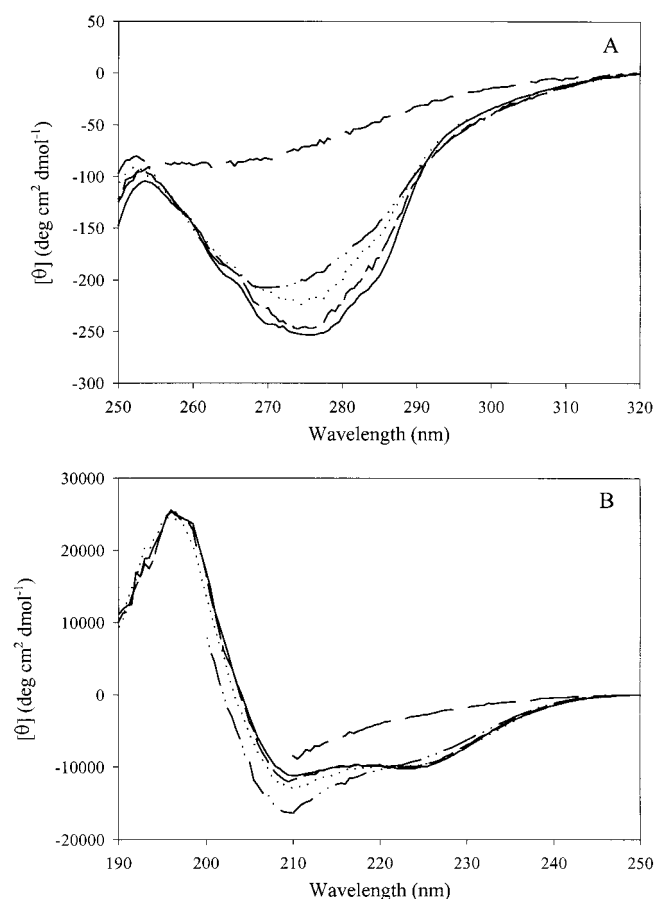 A
50
0
-50
-100
-150
-200
-250
-300
[θ] (deg cm² dmol⁻¹)
250 260 270 280 290 300 310 320
Wavelength (nm)
B
30000
20000
10000
0
-10000
-20000
[θ] (deg cm² dmol⁻¹)
190 200 210 220 230 240 250
Wavelength (nm)